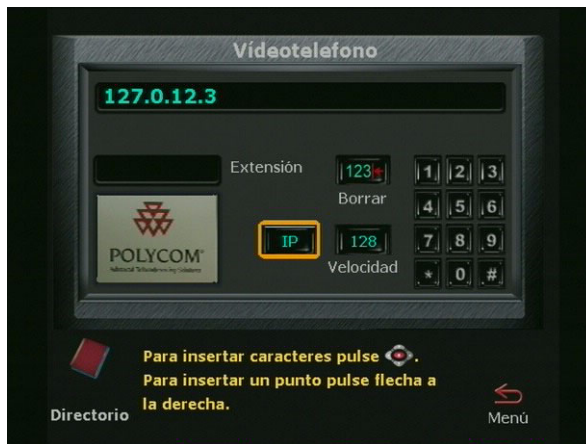 Vídeotelefono
127.0.12.3
Extensión
123
Borrar
1 2 3
4 5 6
7 8 9
* 0 #
IP
128
Velocidad
POLYCOM
Para insertar caracteres pulse
Para insertar un punto pulse flecha a
la derecha.
Directorio
Menú